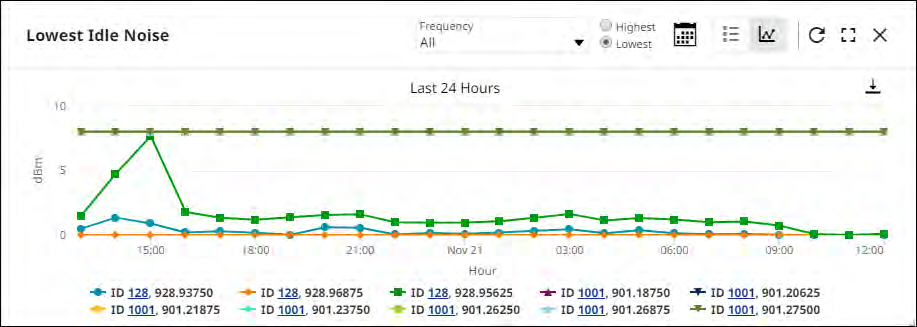 Lowest Idle Noise
Frequency
All
Highest
Lowest
Last 24 Hours
10
5
0
dBm
15:00 18:00 21:00 Nov 21 03:00 06:00 09:00 12:00
Hour
ID 128, 928.93750 ID 128, 928.96875 ID 128, 928.95625 ID 1001, 901.18750 ID 1001, 901.20625
ID 1001, 901.21875 ID 1001, 901.23750 ID 1001, 901.26250 ID 1001, 901.26875 ID 1001, 901.27500